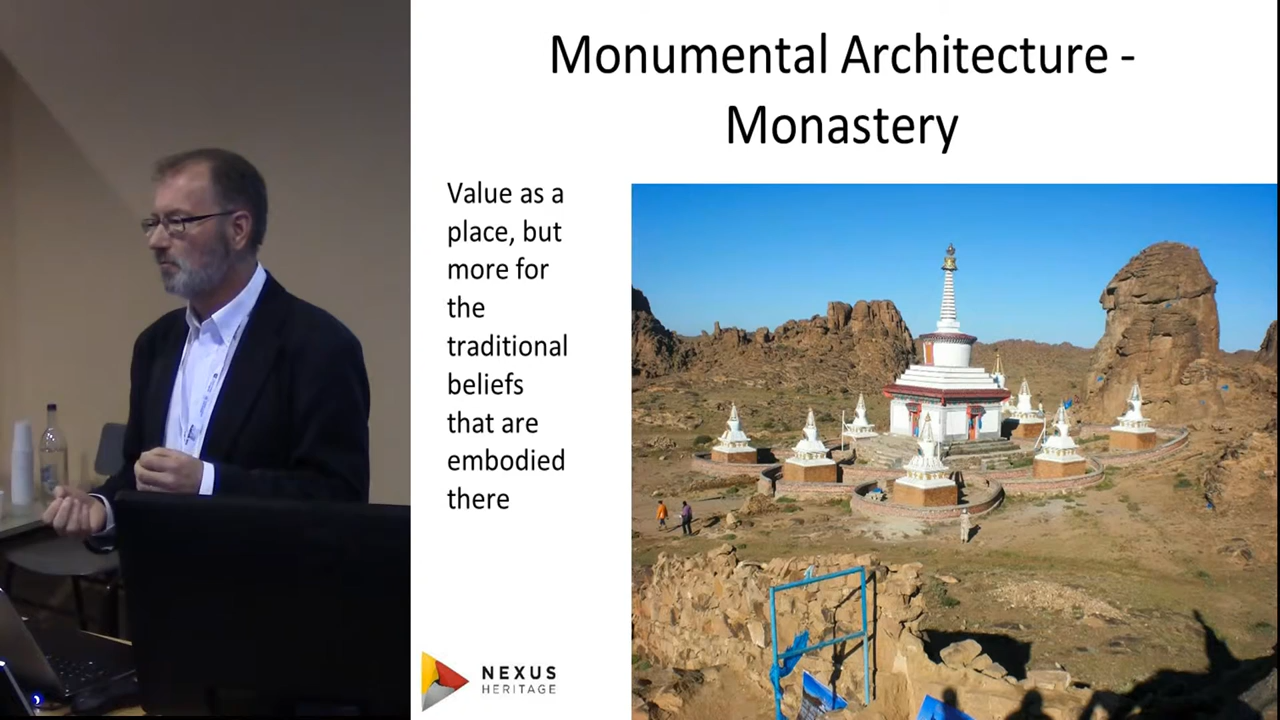 Monumental Architecture -
Monastery
Value as a
place, but
more for
the
traditional
beliefs
that are
embodied
there
NEXUS
HERITAGE